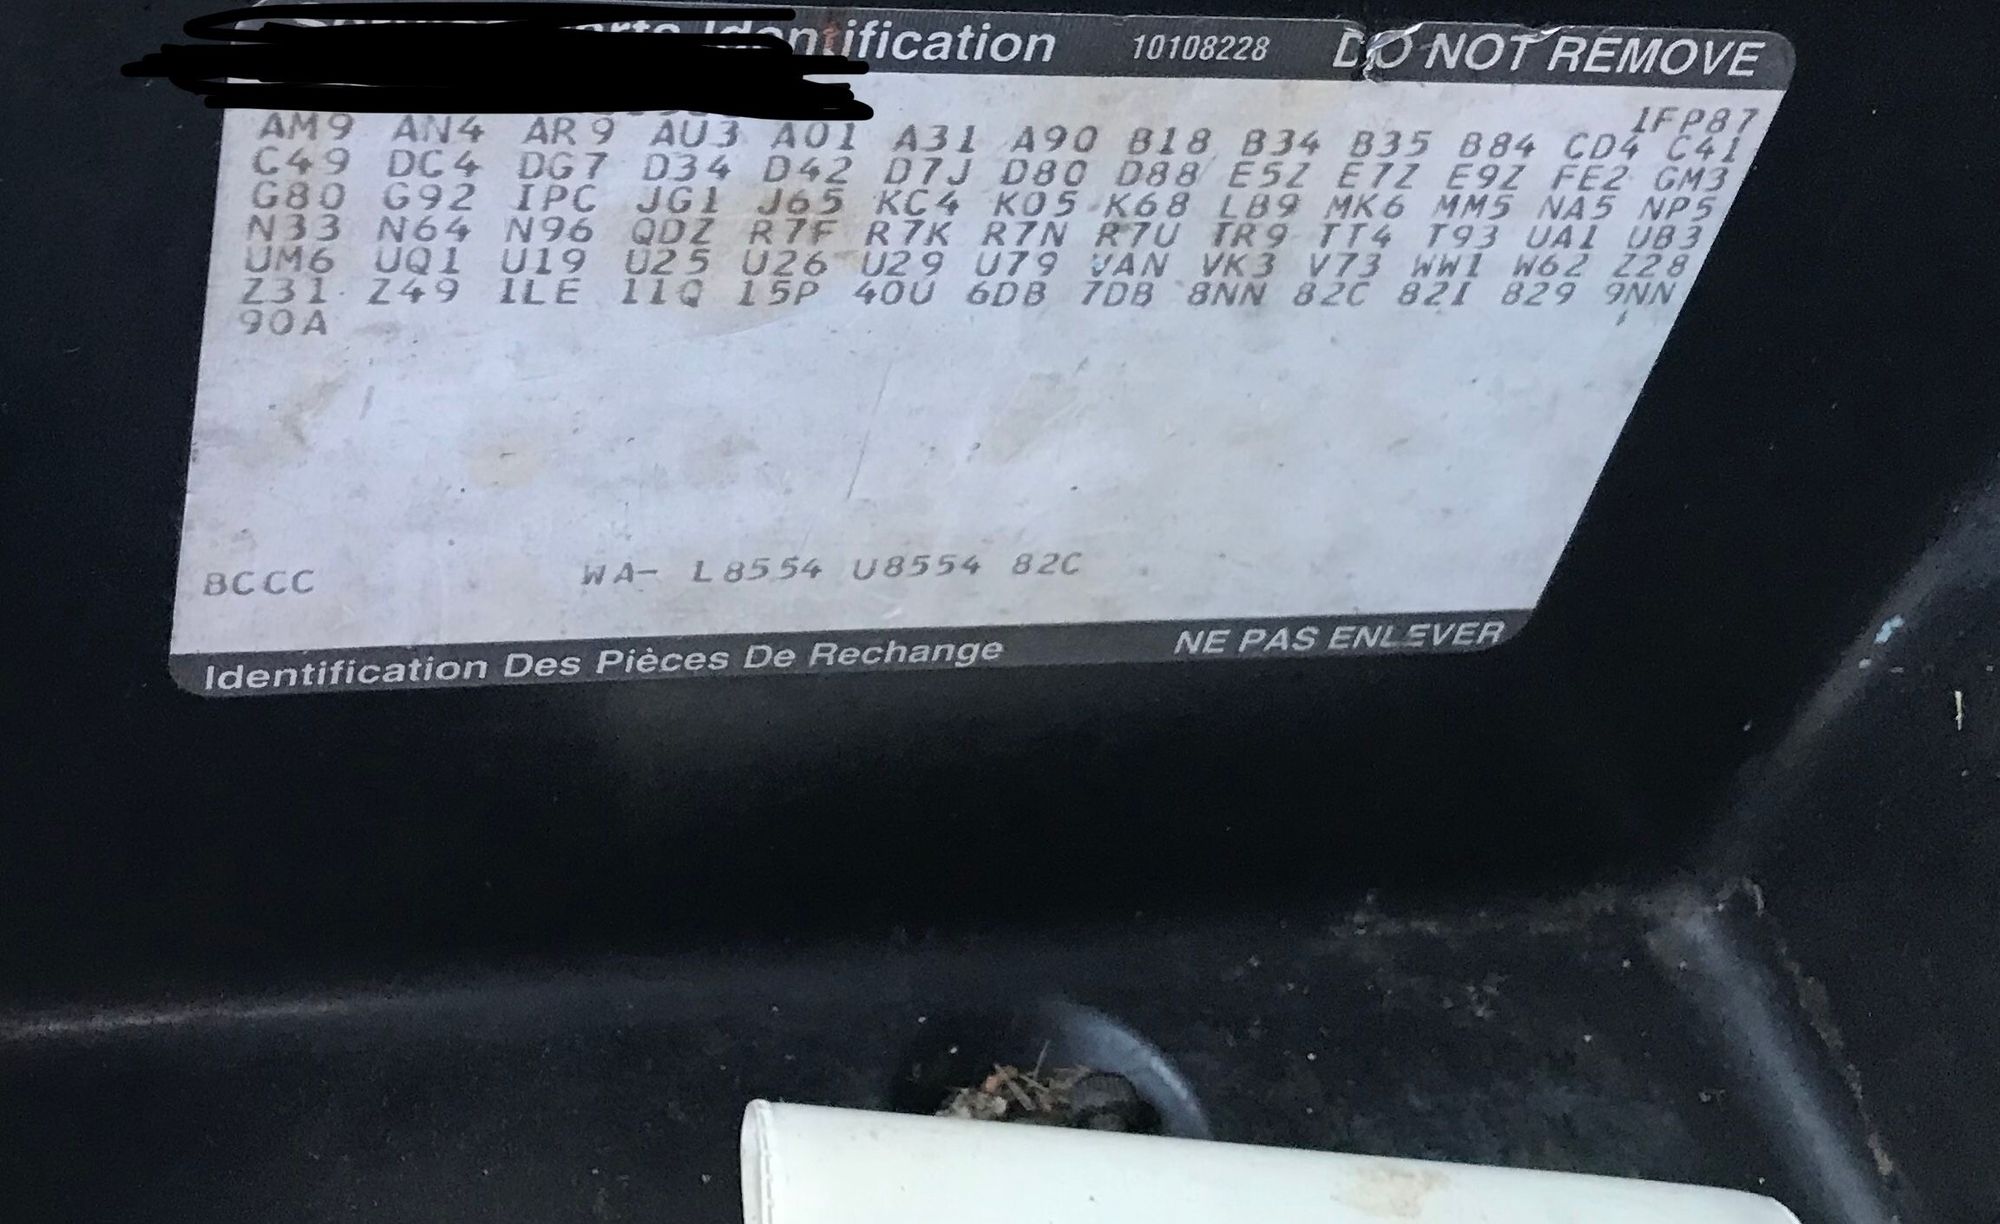 Identification 10108228 DO NOT REMOVE
1FP87
AM9 AN4 AR9 AU3 A01 A31 A90 B18 B34 B35 B84 CD4 C41
C49 DC4 DG7 D34 D42 D7J D80 D88 E5Z E7Z E9Z FE2 GM3
G80 G92 IPC JG1 J65 KC4 K05 K68 LB9 MK6 MM5 NA5 NP5
N33 N64 N96 QDZ R7F R7K R7N R7U TR9 TT4 T93 UA1 UB3
UM6 UQ1 U19 U25 U26 U29 U79 VAN VK3 V73 WW1 W62 Z28
Z31 Z49 1LE 11Q 15P 40U 6DB 7DB 8NN 82C 82I 829 9NN
90A
BCCC WA- L8554 U8554 82C
Identification Des Pièces De Rechange NE PAS ENLEVER